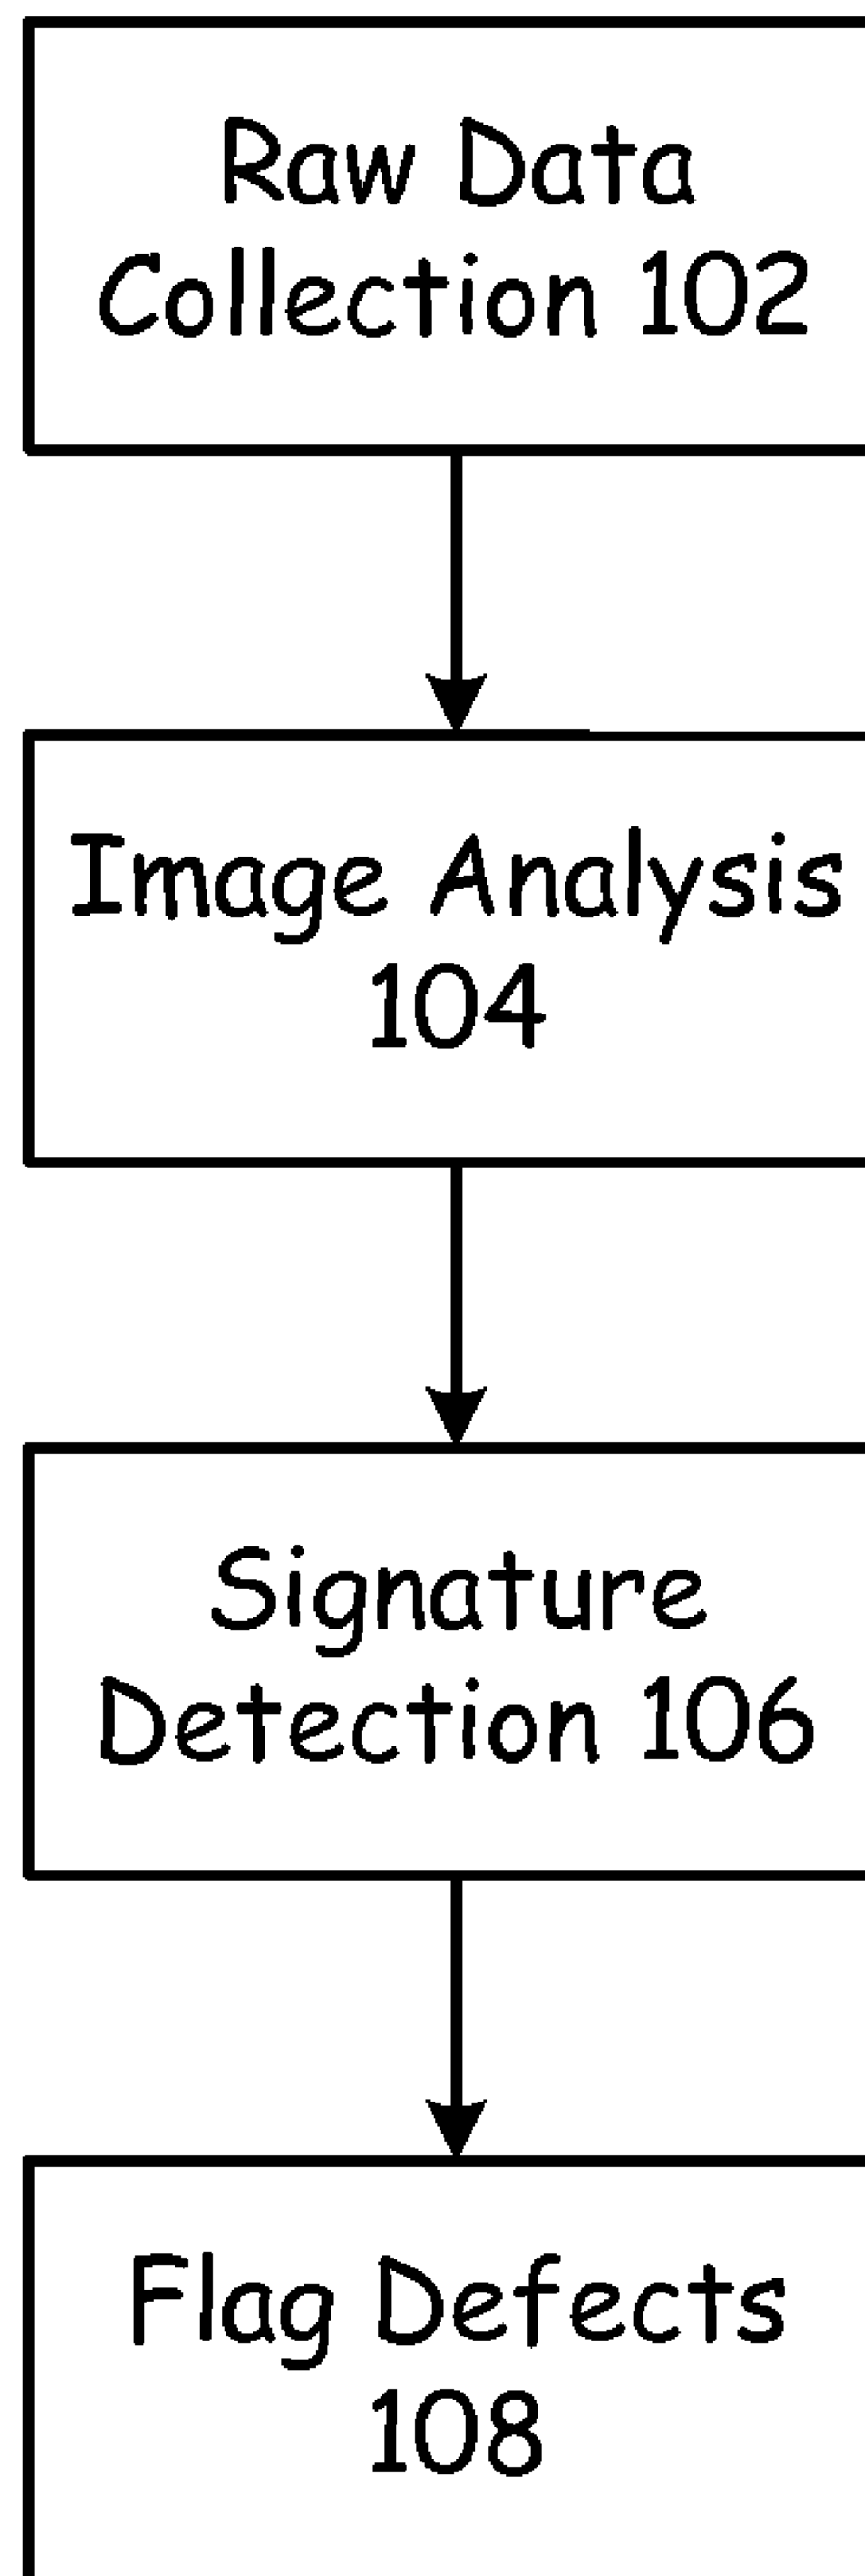 Raw Data
Collection 102
Image Analysis
104
Signature
Detection 106
Flag Defects
108